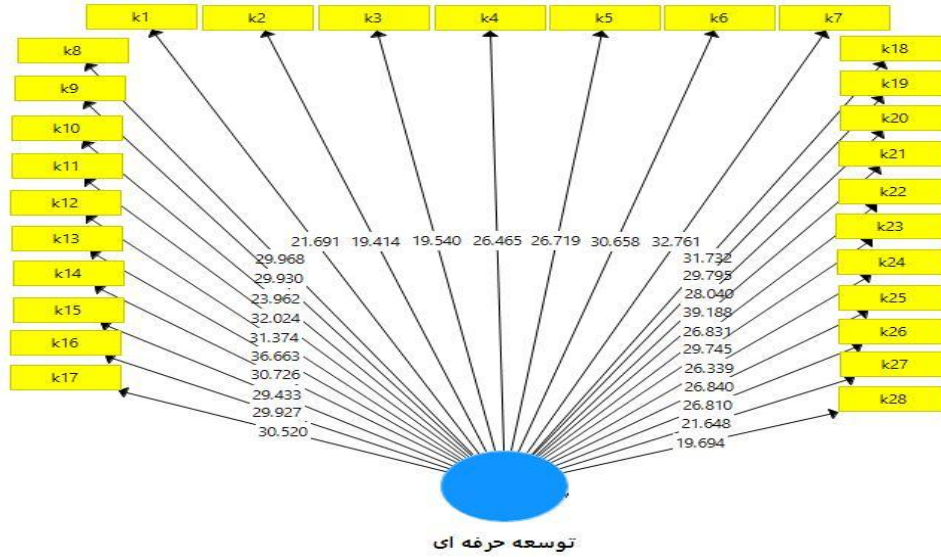 k1 k2 k3 k4 k5 k6 k7
k8
k9
k10
k11
k12
k13
k14
k15
k16
k17
k18
k19
k20
k21
k22
k23
k24
k25
k26
k27
k28
21.691 19.414 19.540 26.465 26.719 30.658 32.761
29.968
29.930
23.962
32.024
31.374
36.663
30.726
29.433
29.927
30.520
31.732
29.795
28.040
39.188
26.831
29.745
26.339
26.840
26.810
21.648
19.694
توسعه حرفه ای